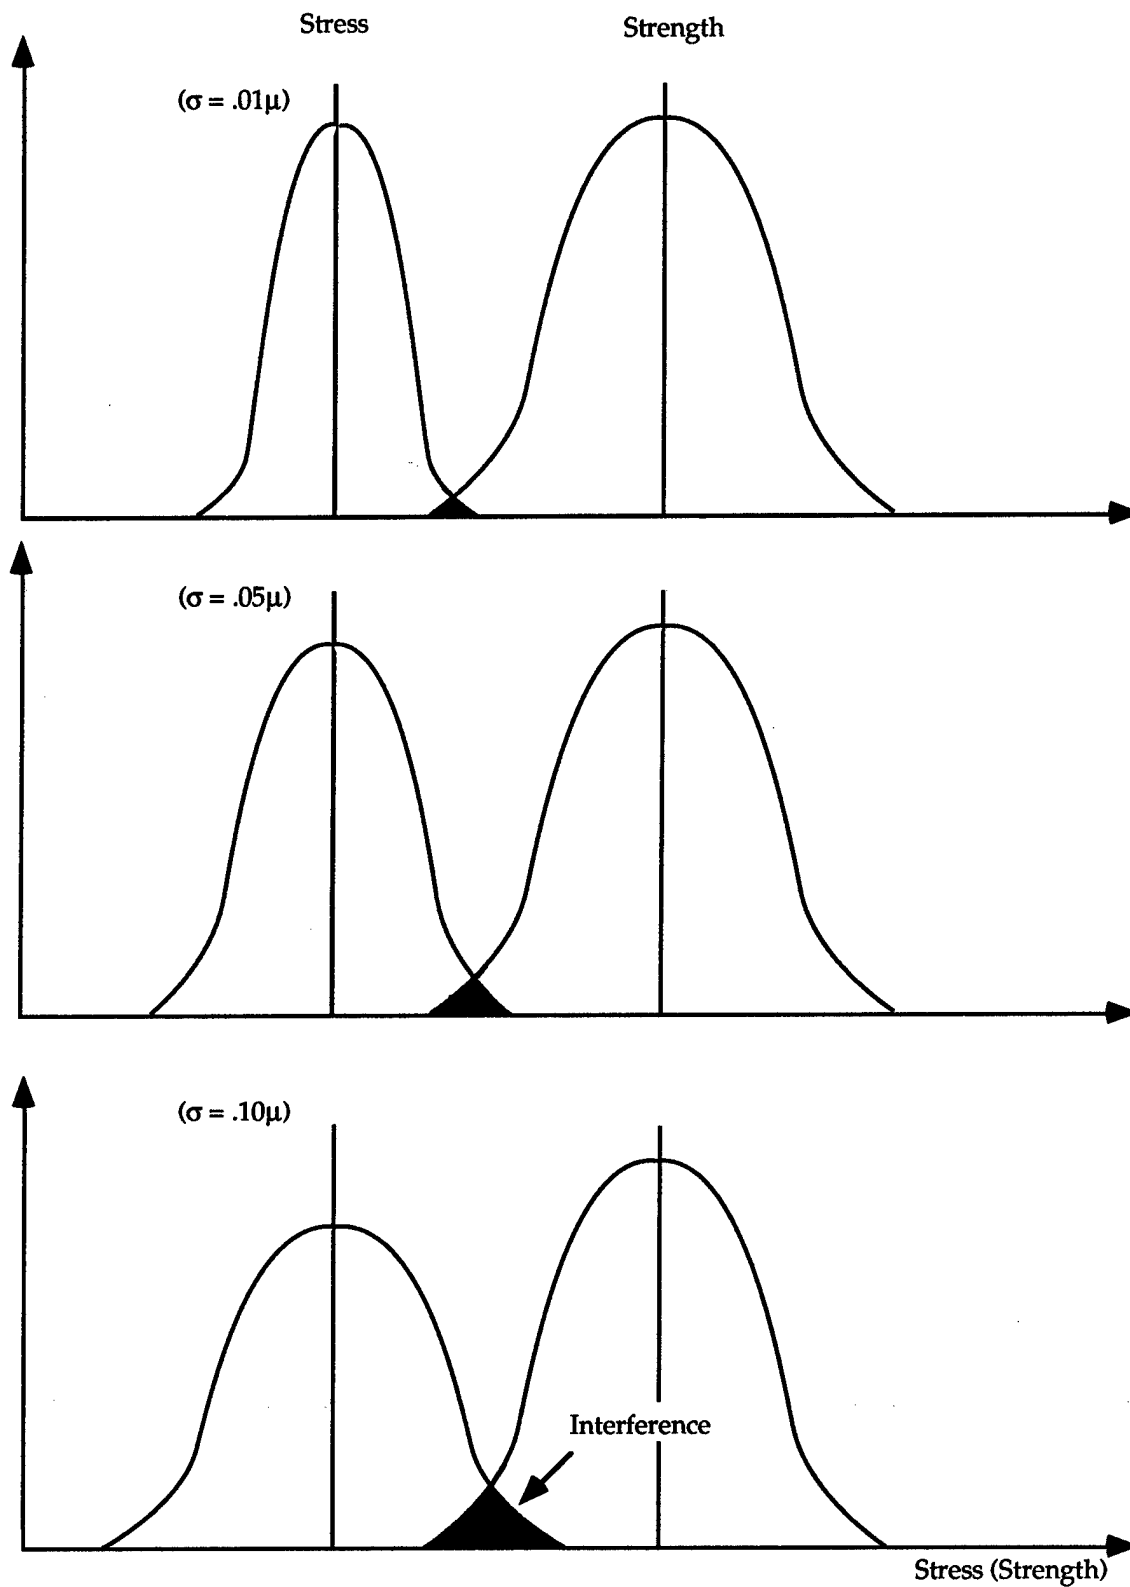 Stress
Strength
(σ = .01μ)
(σ = .05μ)
(σ = .10μ)
Interference
Stress (Strength)